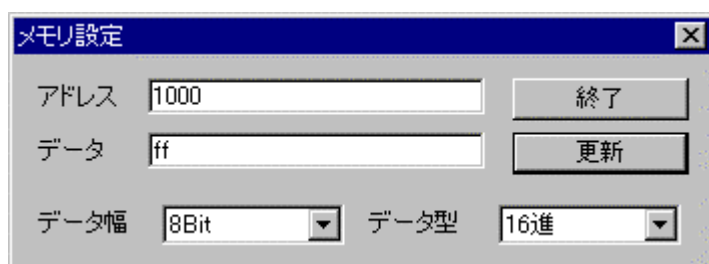 メモリ設定
アドレス 1000 終了
データ ff 更新
データ幅 8Bit データ型 16進